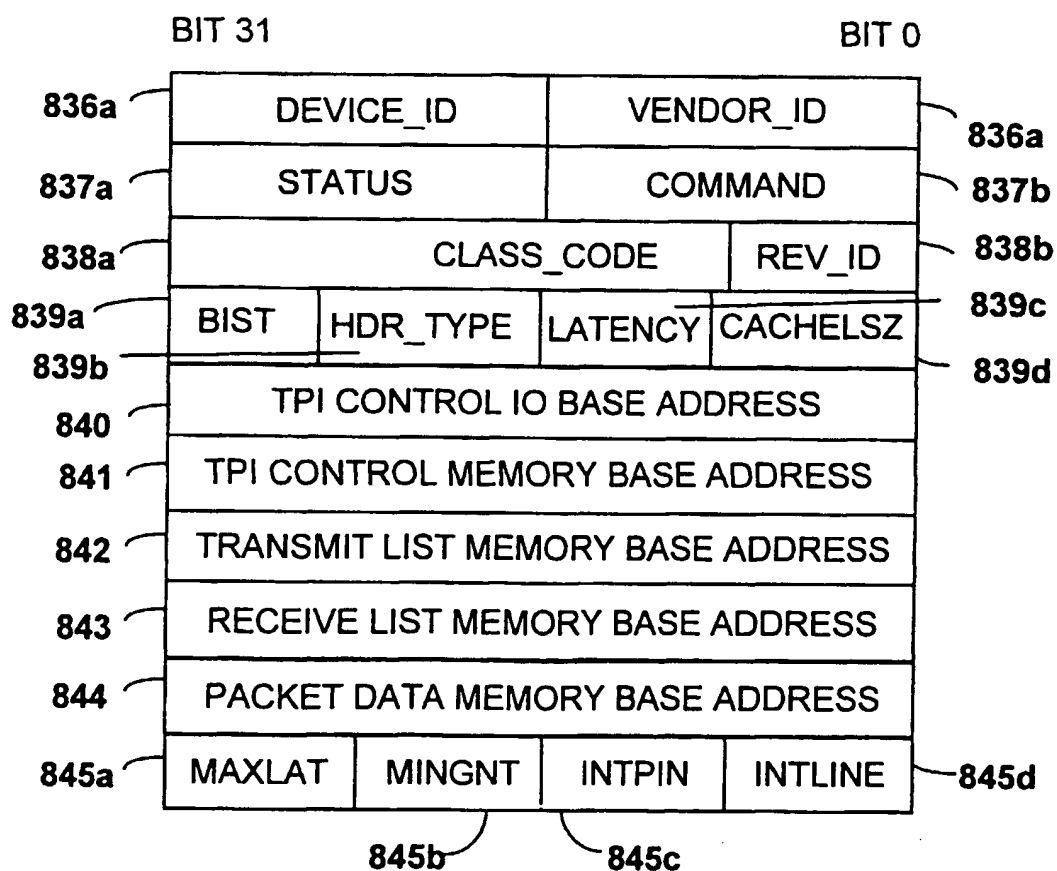 BIT 31 BIT 0
836a DEVICE_ID VENDOR_ID 836a
837a STATUS COMMAND 837b
838a CLASS_CODE REV_ID 838b
839a BIST HDR_TYPE LATENCY CACHELSZ 839c
839b 839d
840 TPI CONTROL IO BASE ADDRESS
841 TPI CONTROL MEMORY BASE ADDRESS
842 TRANSMIT LIST MEMORY BASE ADDRESS
843 RECEIVE LIST MEMORY BASE ADDRESS
844 PACKET DATA MEMORY BASE ADDRESS
845a MAXLAT MINGNT INTPIN INTLINE 845d
845b 845c